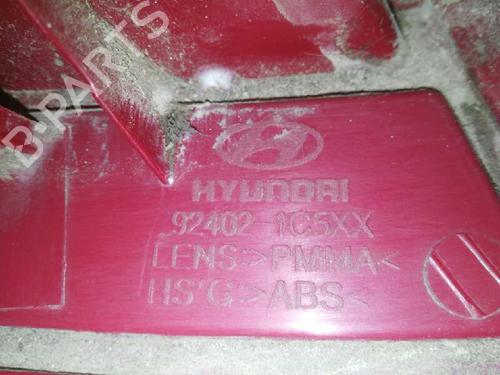 B-PARTS
HYUNDAI
92402 1C5XX
LENS>PMMA<
HS'G>ABS<